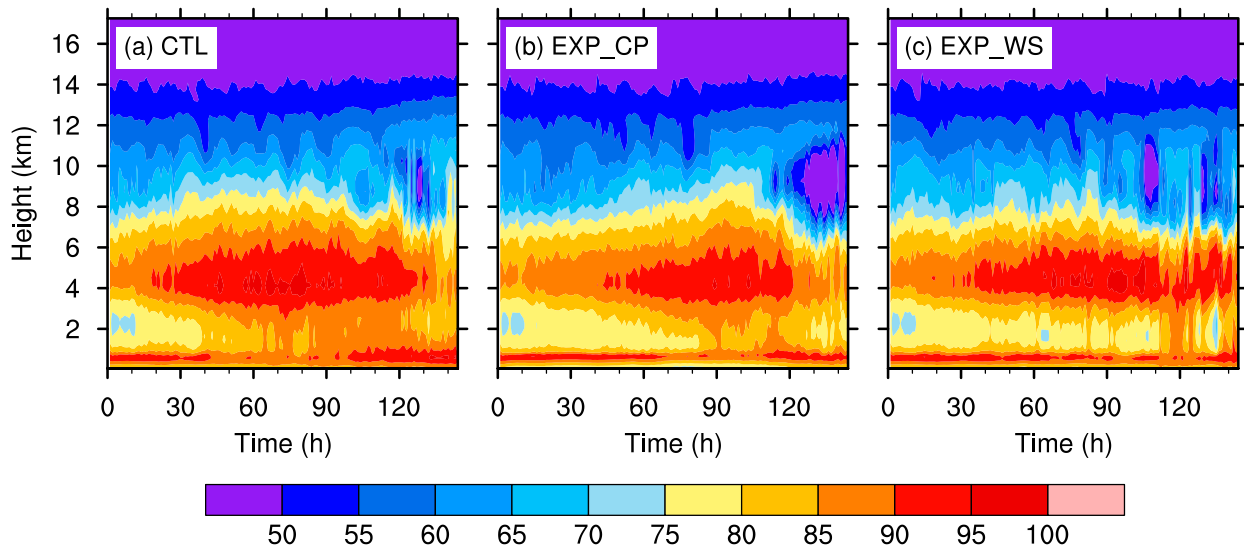 (a) CTL
(b) EXP_CP
(c) EXP_WS
Height (km)
16
14
12
10
8
6
4
2
0 30 60 90 120
0 30 60 90 120
0 30 60 90 120
Time (h)
Time (h)
Time (h)
50 55 60 65 70 75 80 85 90 95 100